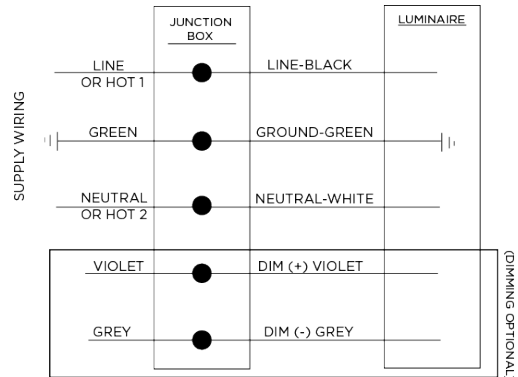 JUNCTION
BOX
LUMINAIRE
SUPPLY WIRING
LINE
OR HOT 1
LINE-BLACK
GREEN
GROUND-GREEN
NEUTRAL
OR HOT 2
NEUTRAL-WHITE
VIOLET
DIM (+) VIOLET
GREY
DIM (-) GREY
(DIMMING OPTIONAL)